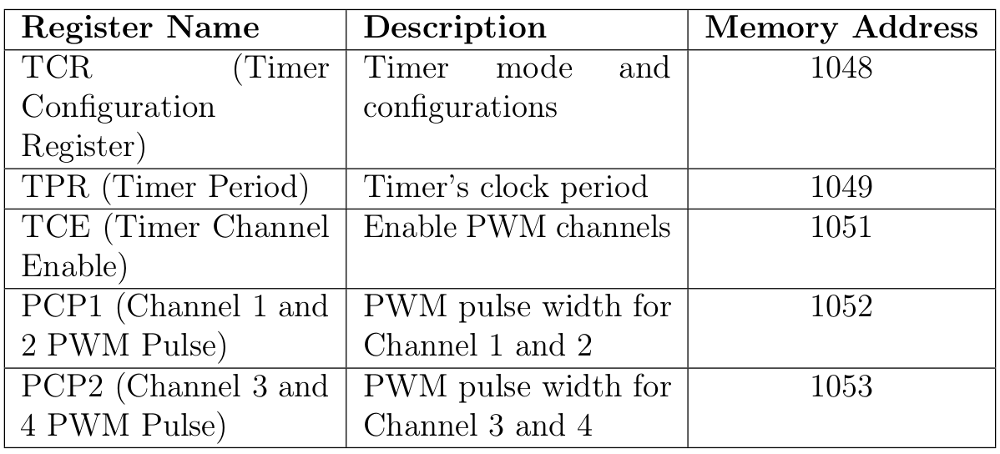 Register Name Description Memory Address
TCR (Timer Timer mode and 1048
Configuration configurations
Register)
TPR (Timer Period) Timer's clock period 1049
TCE (Timer Channel Enable PWM channels 1051
Enable)
PCP1 (Channel 1 and PWM pulse width for 1052
2 PWM Pulse) Channel 1 and 2
PCP2 (Channel 3 and PWM pulse width for 1053
4 PWM Pulse) Channel 3 and 4